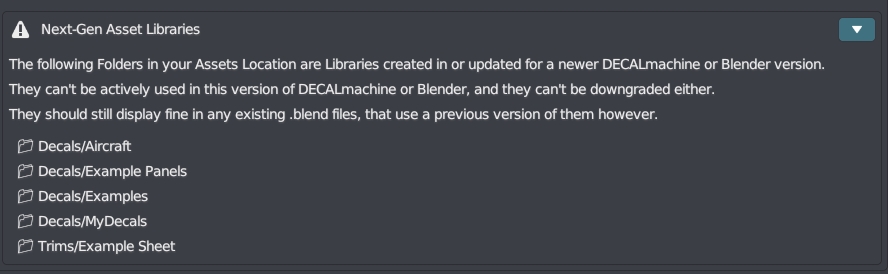 Next-Gen Asset Libraries
The following Folders in your Assets Location are Libraries created in or updated for a newer DECALmachine or Blender version.
They can't be actively used in this version of DECALmachine or Blender, and they can't be downgraded either.
They should still display fine in any existing .blend files, that use a previous version of them however.
Decals/Aircraft
Decals/Example Panels
Decals/Examples
Decals/MyDecals
Trims/Example Sheet